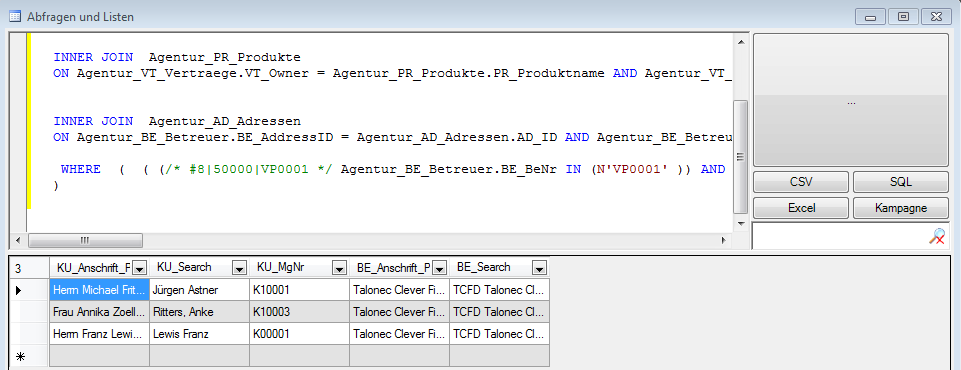 Abfragen und Listen
INNER JOIN  Agentur_PR_Produkte
ON Agentur_VT_Vertraege.VT_Owner = Agentur_PR_Produkte.PR_Produktname AND Agentur_VT_
INNER JOIN  Agentur_AD_Adressen
ON Agentur_BE_Betreuer.BE_AddressID = Agentur_AD_Adressen.AD_ID AND Agentur_BE_Betreu
WHERE  (  ( (/* #8|50000|VP0001 */ Agentur_BE_Betreuer.BE_BeNr IN (N'VP0001' )) AND
)
...
CSV SQL
Excel Kampagne
3 KU_Anschrift_F KU_Search KU_MgNr BE_Anschrift_P BE_Search
Herrn Michael Frit... Jürgen Astner K10001 Talonec Clever Fi... TCFD Talonec Cl...
Frau Annika Zoell... Ritters, Anke K10003 Talonec Clever Fi... TCFD Talonec Cl...
Herrn Franz Lewi... Lewis Franz K00001 Talonec Clever Fi... TCFD Talonec Cl...